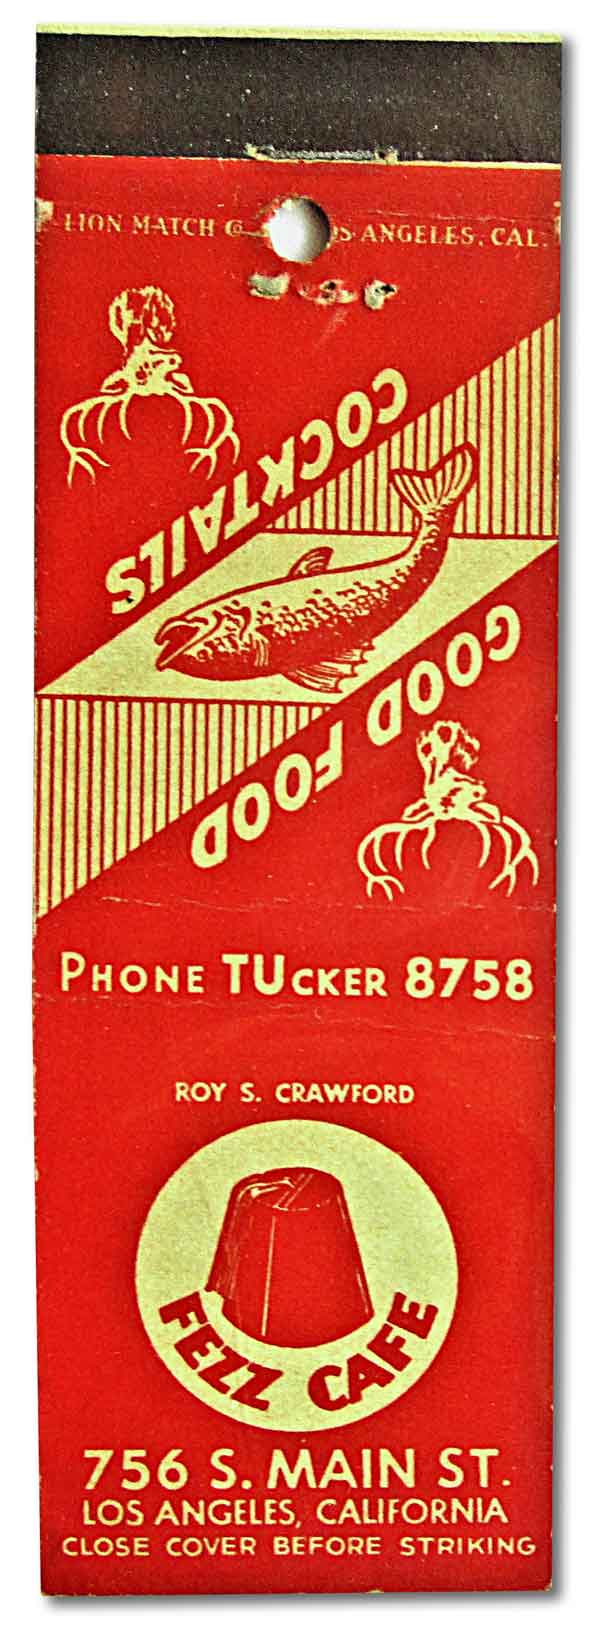 LION MATCH CO. ANGELES, CAL.
COCKTAILS
GOOD FOOD
PHONE TUCKER 8758
ROY S. CRAWFORD
FEZZ CAFE
756 S. MAIN ST.
LOS ANGELES, CALIFORNIA
CLOSE COVER BEFORE STRIKING